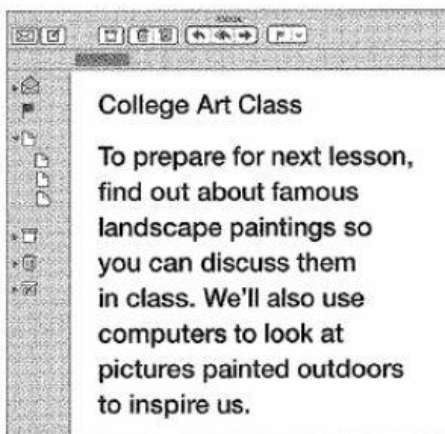 College Art Class
To prepare for next lesson,
find out about famous
landscape paintings so
you can discuss them
in class. We'll also use
computers to look at
pictures painted outdoors
to inspire us.